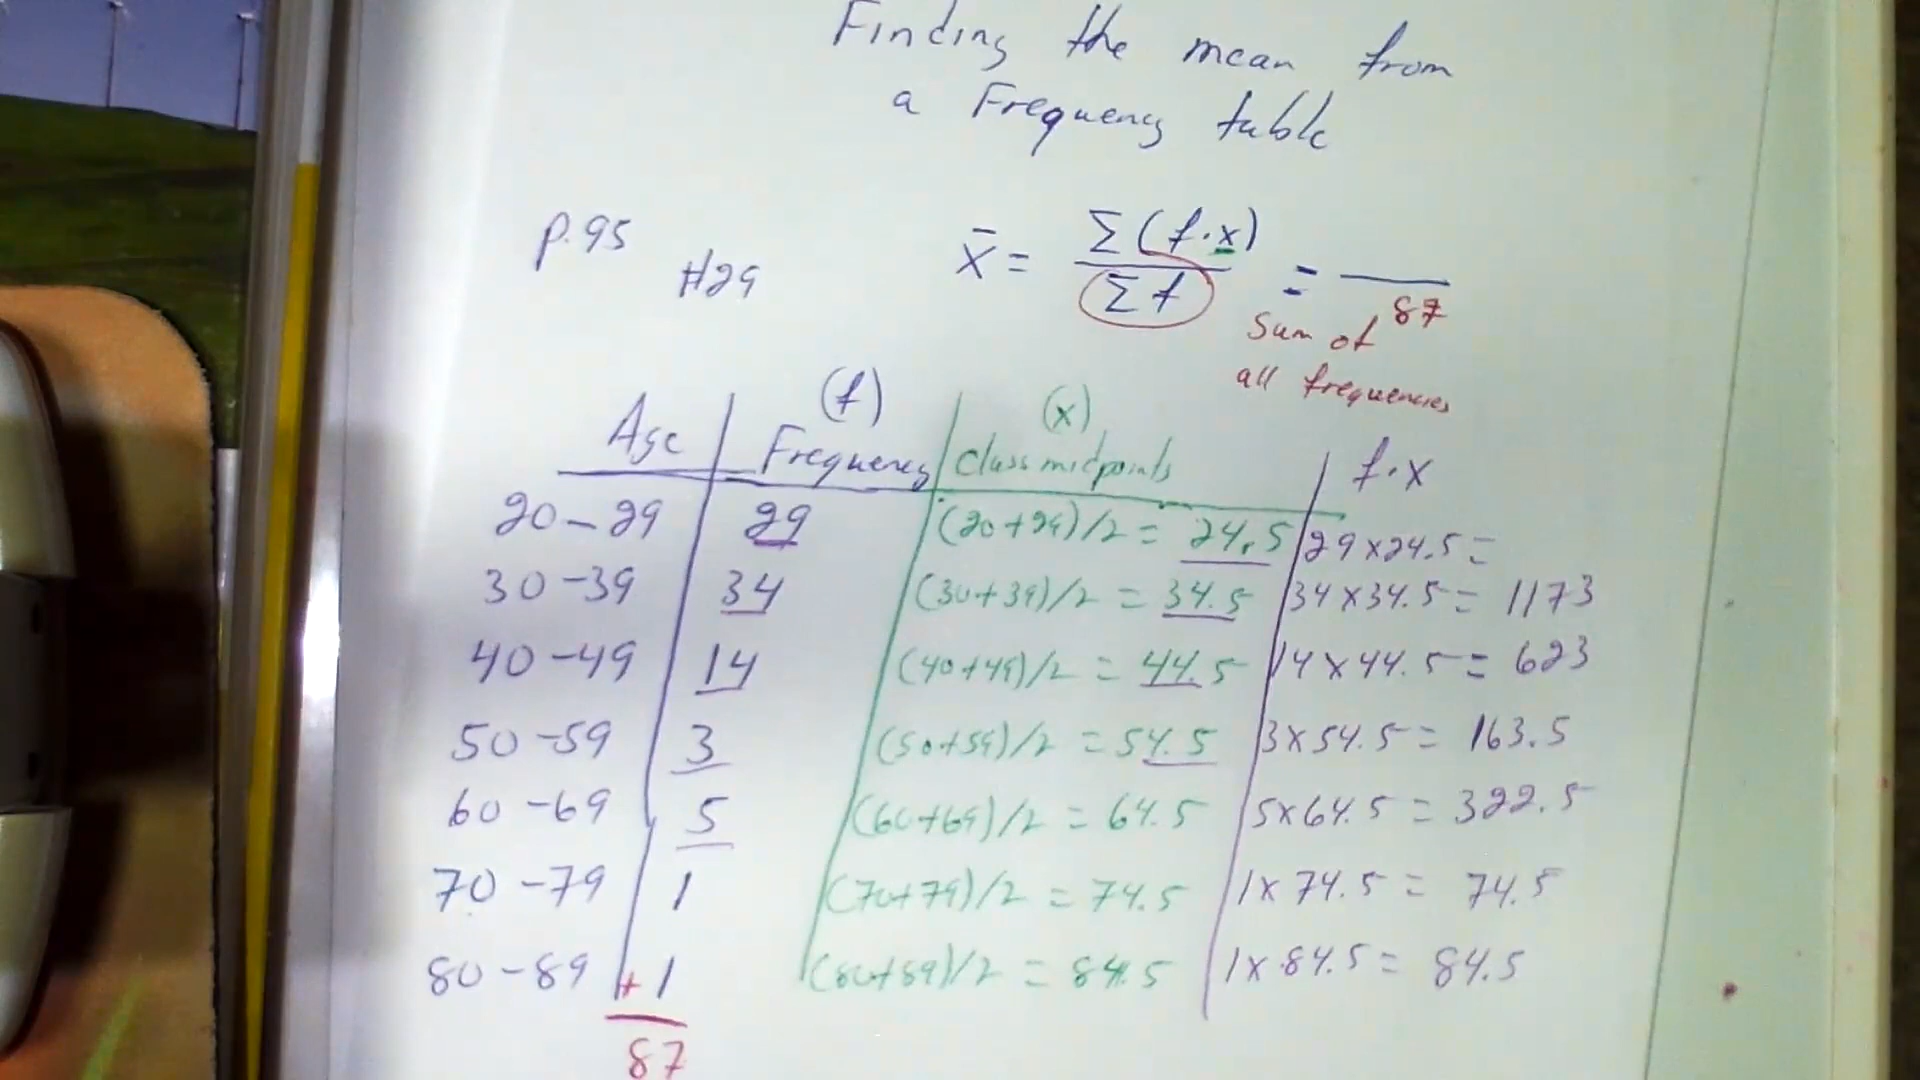 Finding the mean from
a Frequency table
p.95
#29
x̄ = Σ(f·x) / Σf = ___ / 87
Sum of
all frequencies
Age | (f) Frequency | (x) Class midpoints | f·x
20-29 | 29 | (20+29)/2 = 24.5 | 29×24.5=
30-39 | 34 | (30+39)/2 = 34.5 | 34×34.5= 1173
40-49 | 14 | (40+49)/2 = 44.5 | 14×44.5= 623
50-59 | 3 | (50+59)/2 = 54.5 | 3×54.5= 163.5
60-69 | 5 | (60+69)/2 = 64.5 | 5×64.5= 322.5
70-79 | 1 | (70+79)/2 = 74.5 | 1×74.5= 74.5
80-89 | +1 | (80+89)/2 = 84.5 | 1×84.5= 84.5
87